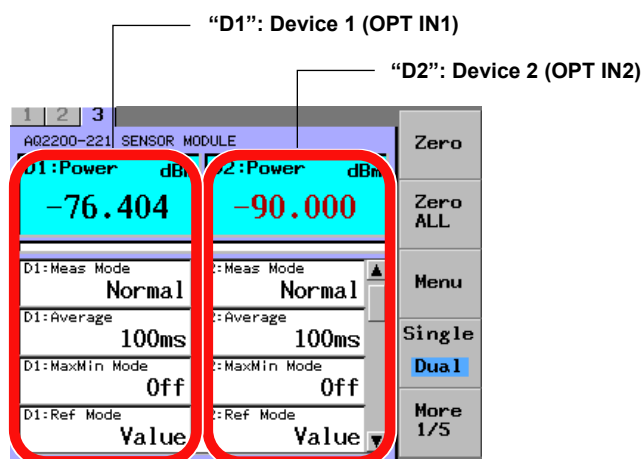 “D1”: Device 1 (OPT IN1)
“D2”: Device 2 (OPT IN2)
1 2 3
AQ2200-221 SENSOR MODULE
D1:Power dBm
-76.404
D2:Power dBm
-90.000
D1:Meas Mode
Normal
D1:Average
100ms
D1:MaxMin Mode
Off
D1:Ref Mode
Value
:Meas Mode
Normal
:Average
100ms
:MaxMin Mode
Off
:Ref Mode
Value
Zero
Zero
ALL
Menu
Single
Dual
More
1/5